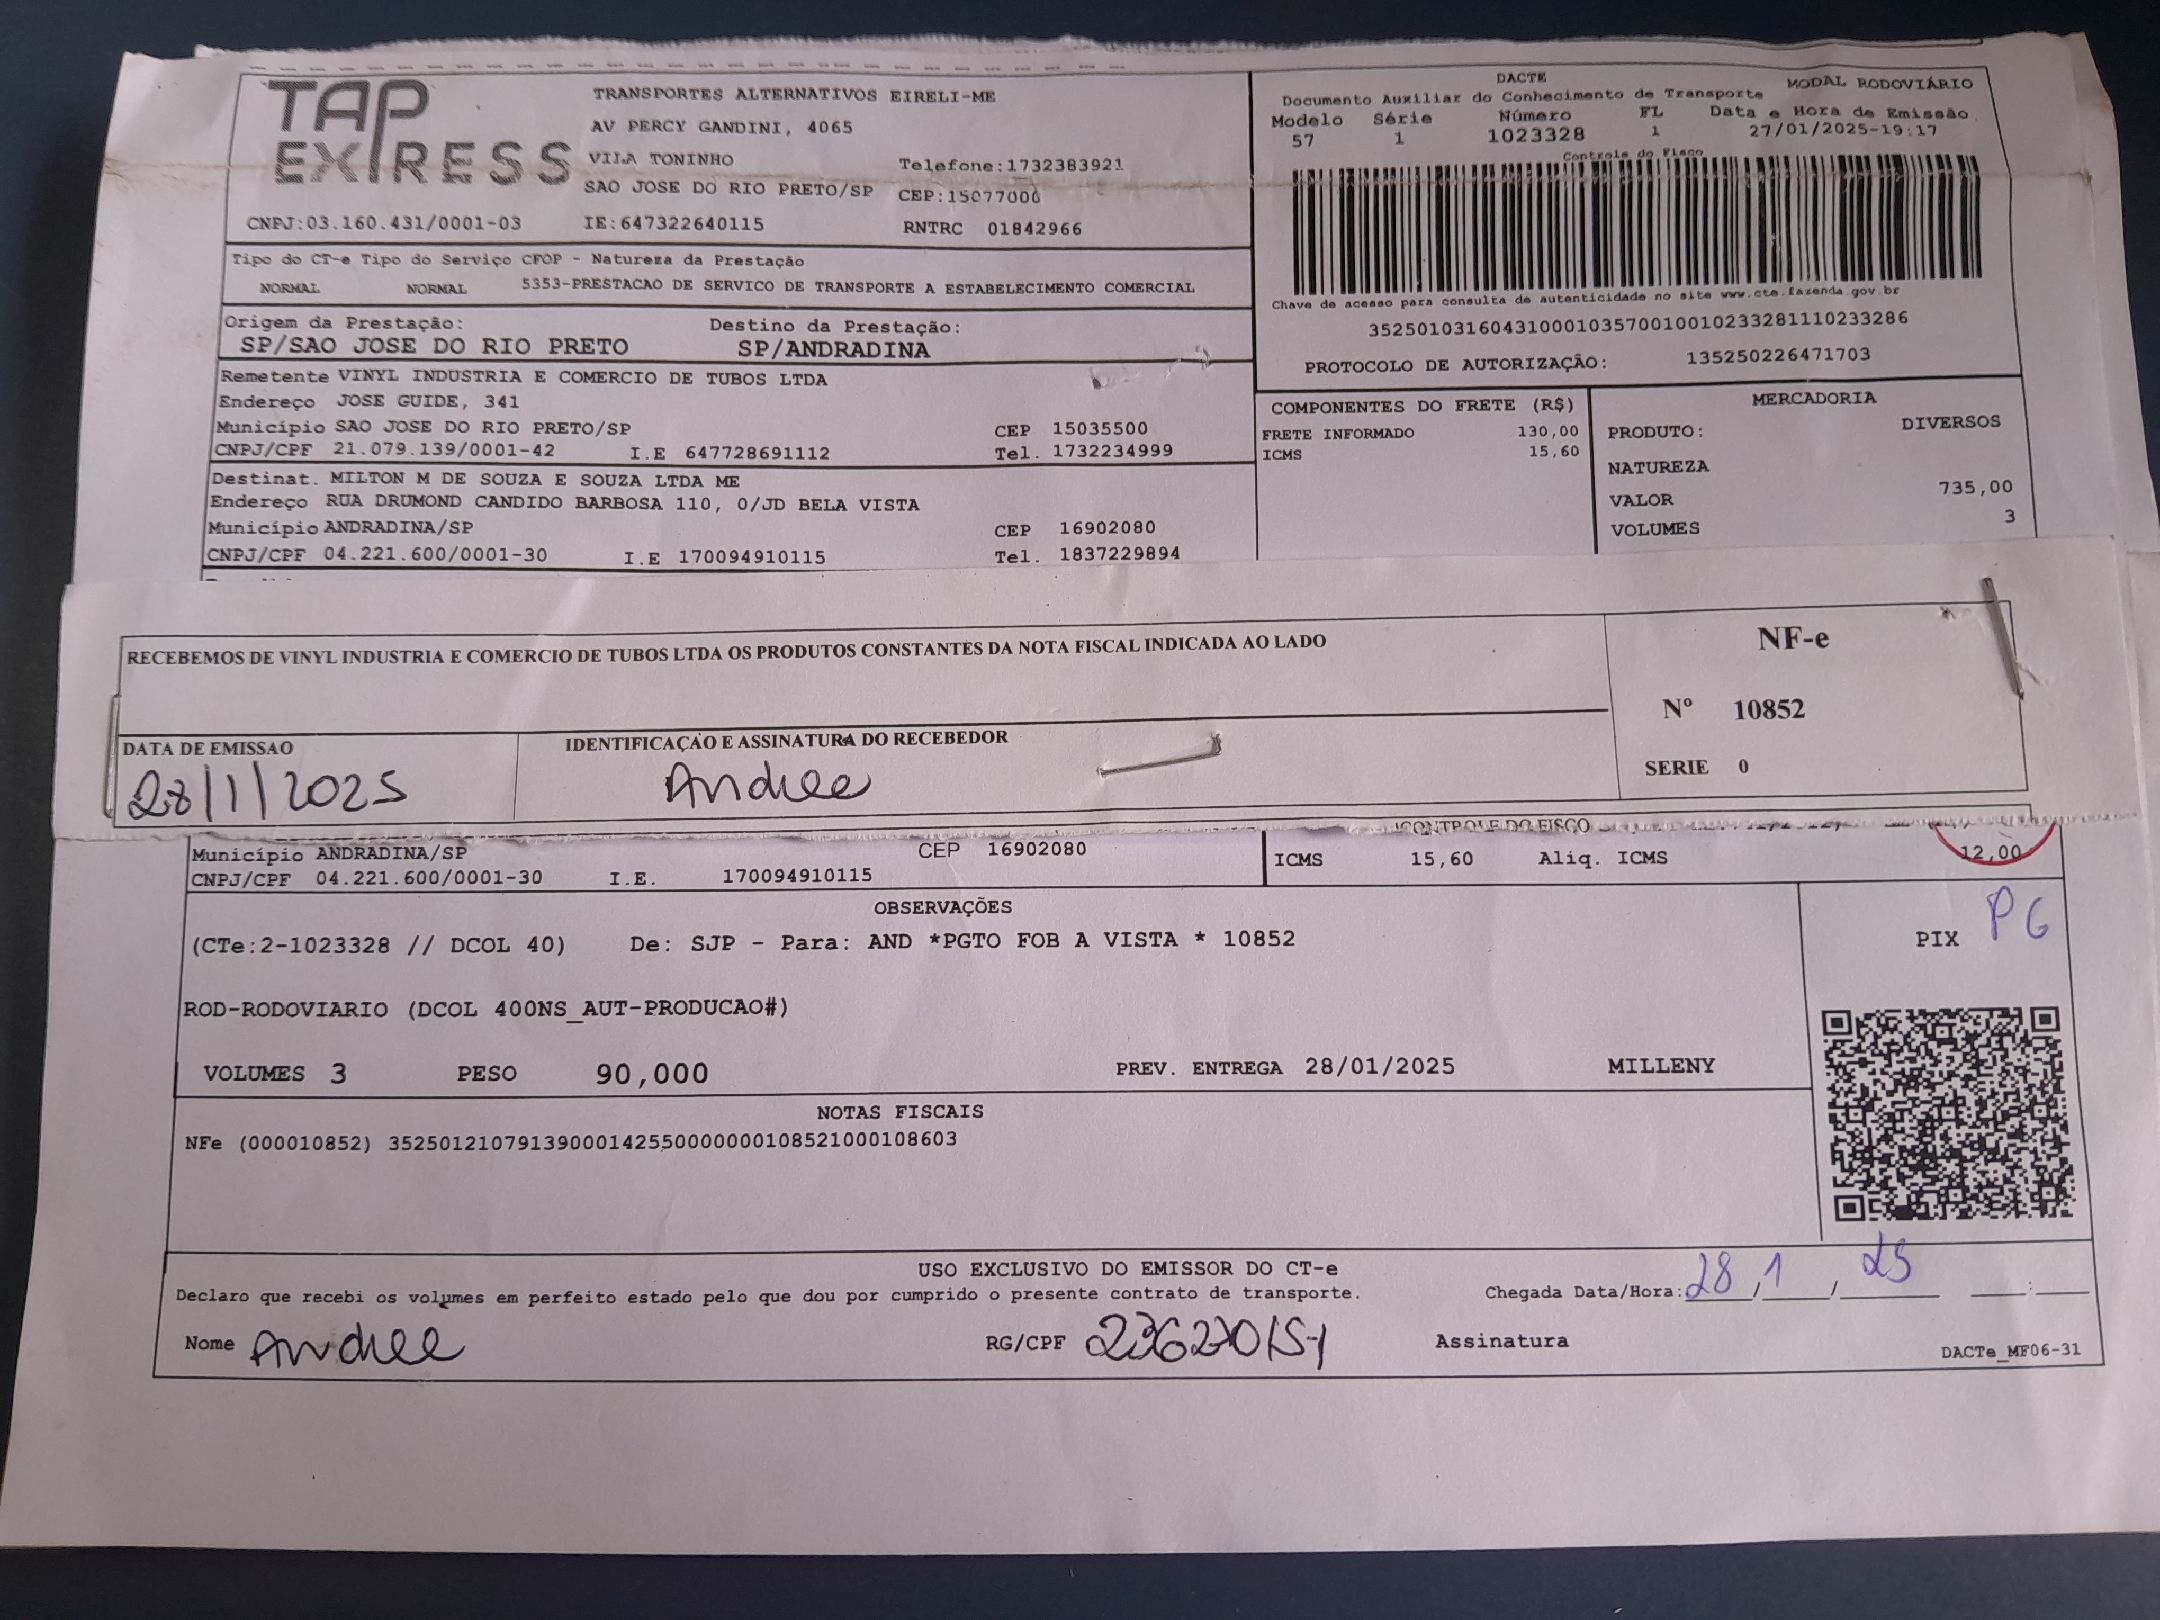 TAP EXPRESS
TRANSPORTES ALTERNATIVOS EIRELI-ME
AV PERCY GANDINI, 4065
VILA TONINHO Telefone:1732383921
SAO JOSE DO RIO PRETO/SP CEP:15077000
CNPJ:03.160.431/0001-03 IE:647322640115 RNTRC 01842966
DACTE MODAL RODOVIÁRIO
Documento Auxiliar do Conhecimento de Transporte
Modelo Série Número FL Data e Hora de Emissão
57 1 1023328 1 27/01/2025-19:17
Controle do Fisco
Chave de acesso para consulta de autenticidade no site www.cte.fazenda.gov.br
35250103160431000103570010010233281110233286
PROTOCOLO DE AUTORIZAÇÃO: 135250226471703
Tipo do CT-e Tipo do Serviço CFOP - Natureza da Prestação
NORMAL NORMAL 5353-PRESTACAO DE SERVICO DE TRANSPORTE A ESTABELECIMENTO COMERCIAL
Origem da Prestação: Destino da Prestação:
SP/SAO JOSE DO RIO PRETO SP/ANDRADINA
Remetente VINYL INDUSTRIA E COMERCIO DE TUBOS LTDA
Endereço JOSE GUIDE, 341
Município SAO JOSE DO RIO PRETO/SP CEP 15035500
CNPJ/CPF 21.079.139/0001-42 I.E 647728691112 Tel. 1732234999
Destinat. MILTON M DE SOUZA E SOUZA LTDA ME
Endereço RUA DRUMOND CANDIDO BARBOSA 110, 0/JD BELA VISTA
Município ANDRADINA/SP CEP 16902080
CNPJ/CPF 04.221.600/0001-30 I.E 170094910115 Tel. 1837229894
COMPONENTES DO FRETE (R$)
FRETE INFORMADO 130,00
ICMS 15,60
MERCADORIA
PRODUTO: DIVERSOS
NATUREZA
VALOR 735,00
VOLUMES 3
RECEBEMOS DE VINYL INDUSTRIA E COMERCIO DE TUBOS LTDA OS PRODUTOS CONSTANTES DA NOTA FISCAL INDICADA AO LADO
NF-e
Nº 10852
SERIE 0
DATA DE EMISSAO IDENTIFICAÇAO E ASSINATURA DO RECEBEDOR
28/1/2025 Andree
CONTROLE DO FISCO
Município ANDRADINA/SP CEP 16902080
CNPJ/CPF 04.221.600/0001-30 I.E. 170094910115
ICMS 15,60 Aliq. ICMS 12,00
OBSERVAÇÕES
(CTe:2-1023328 // DCOL 40) De: SJP - Para: AND *PGTO FOB A VISTA * 10852
PIX PG
ROD-RODOVIARIO (DCOL 400NS_AUT-PRODUCAO#)
VOLUMES 3 PESO 90,000 PREV. ENTREGA 28/01/2025 MILLENY
NOTAS FISCAIS
NFe (000010852) 35250121079139000142550000000108521000108603
USO EXCLUSIVO DO EMISSOR DO CT-e
Declaro que recebi os volumes em perfeito estado pelo que dou por cumprido o presente contrato de transporte. Chegada Data/Hora: 28/1/25 :
Nome Andree RG/CPF Assinatura
DACTe_MF06-31